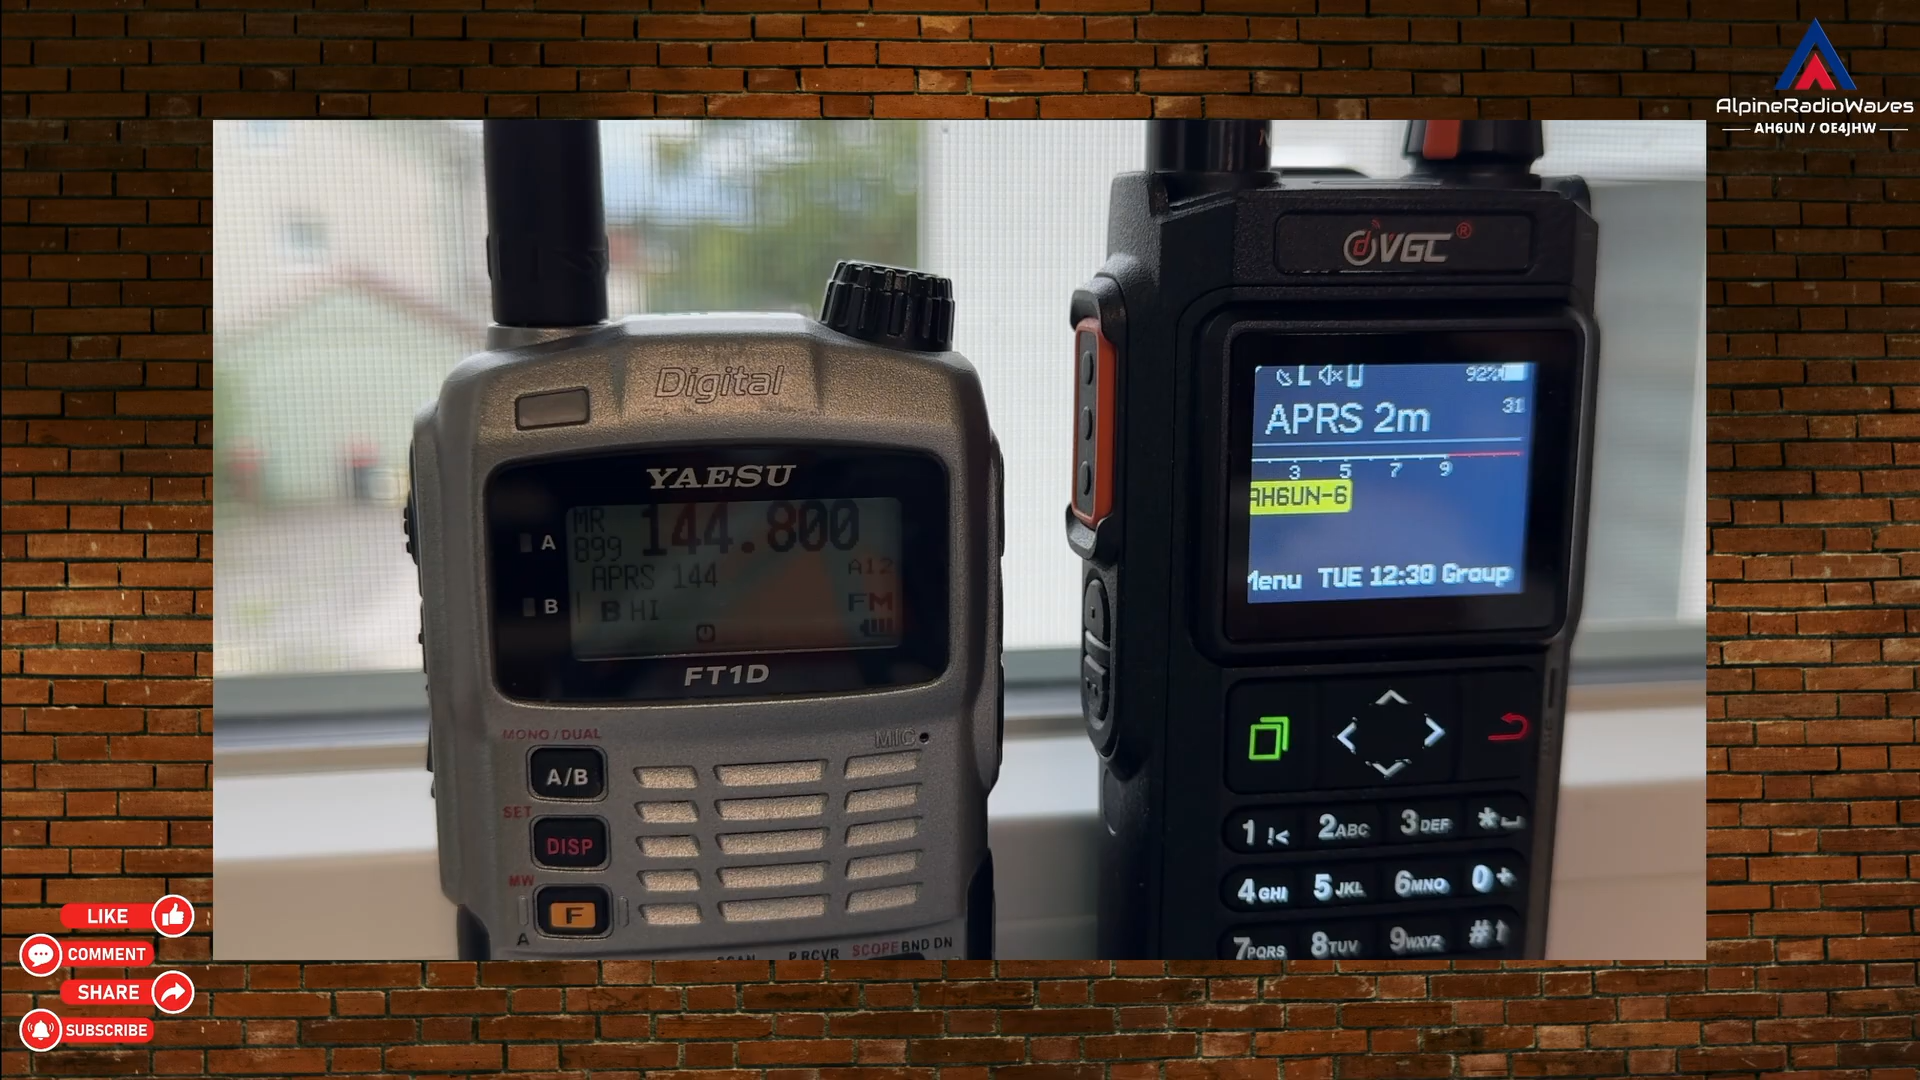 AlpineRadioWaves
AH6UN / OE4JHW
Digital
YAESU
A
B
MR
899
144.800
APRS 144
A12
B HI
FM
FT1D
MONO / DUAL
MIC
A/B
SET
DISP
MW
F
A
P.RCVR
SCOPE BND DN
VGC®
L
92%
APRS 2m
31
3 5 7 9
AH6UN-6
Menu TUE 12:30 Group
1 !< 2ABC 3DEF *
4GHI 5JKL 6MNO 0+
7PQRS 8TUV 9WXYZ #
LIKE
COMMENT
SHARE
SUBSCRIBE